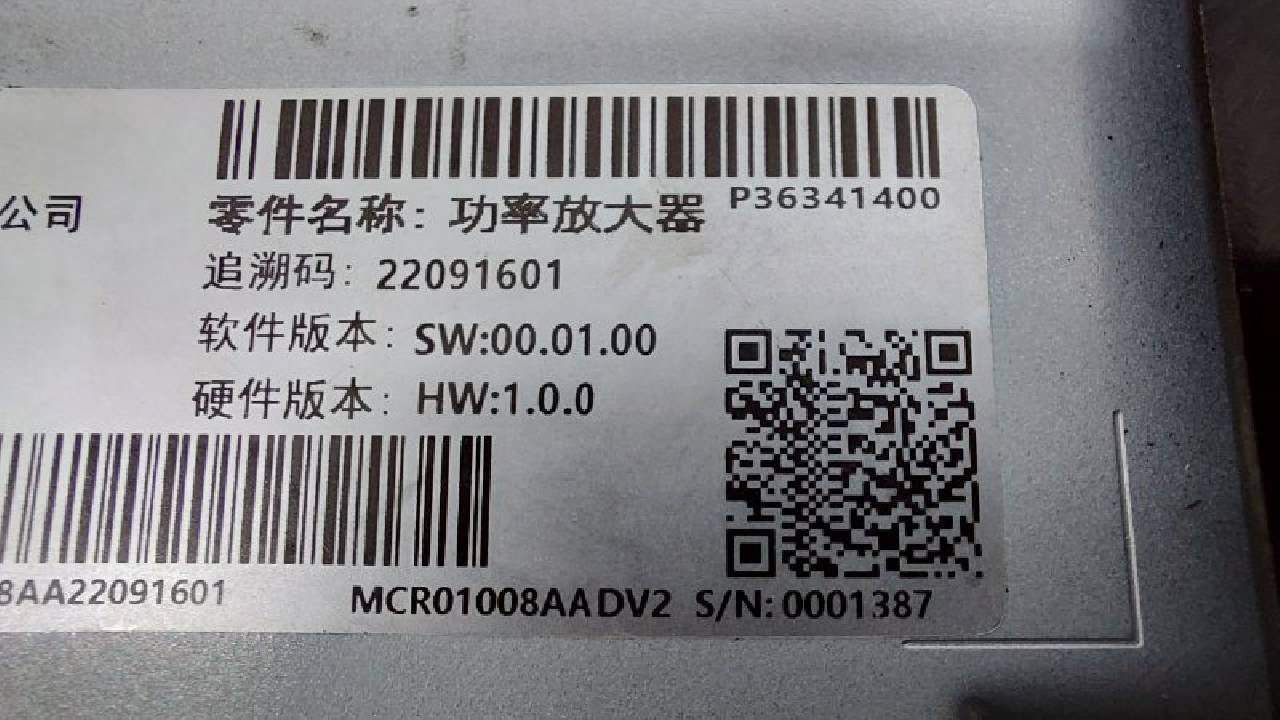 P36341400
公司
零件名称: 功率放大器
追溯码: 22091601
软件版本: SW:00.01.00
硬件版本: HW:1.0.0
8AA22091601
MCR01008AADV2 S/N:0001387